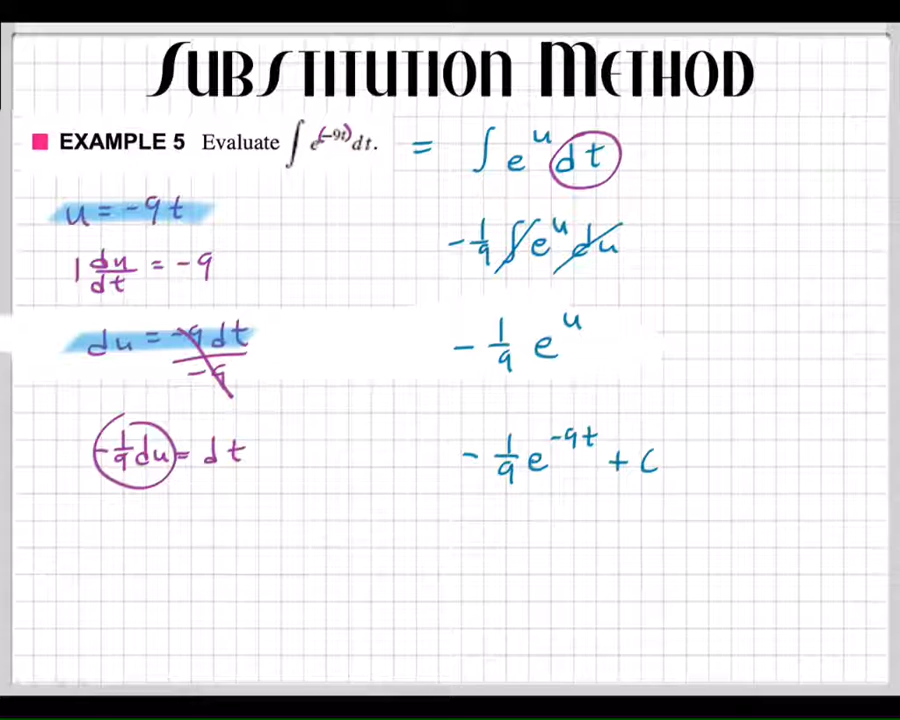 SUBSTITUTION METHOD
EXAMPLE 5 Evaluate ∫ e^(-9t) dt. = ∫ e^u dt
u = -9t
-1/9 ∫ e^u du
1 du/dt = -9
du = -9dt/-9
-1/9 e^u
-1/9 du = dt
-1/9 e^-9t + C